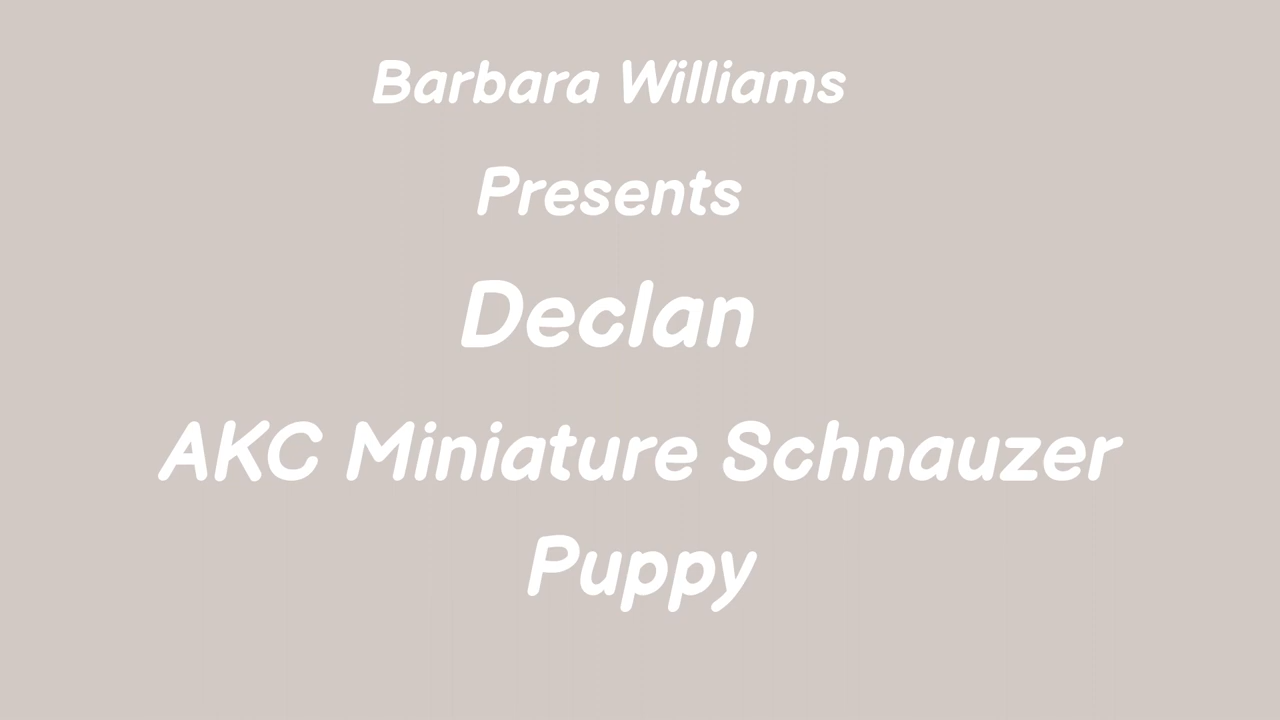 Barbara Williams
Presents
Declan
AKC Miniature Schnauzer
Puppy